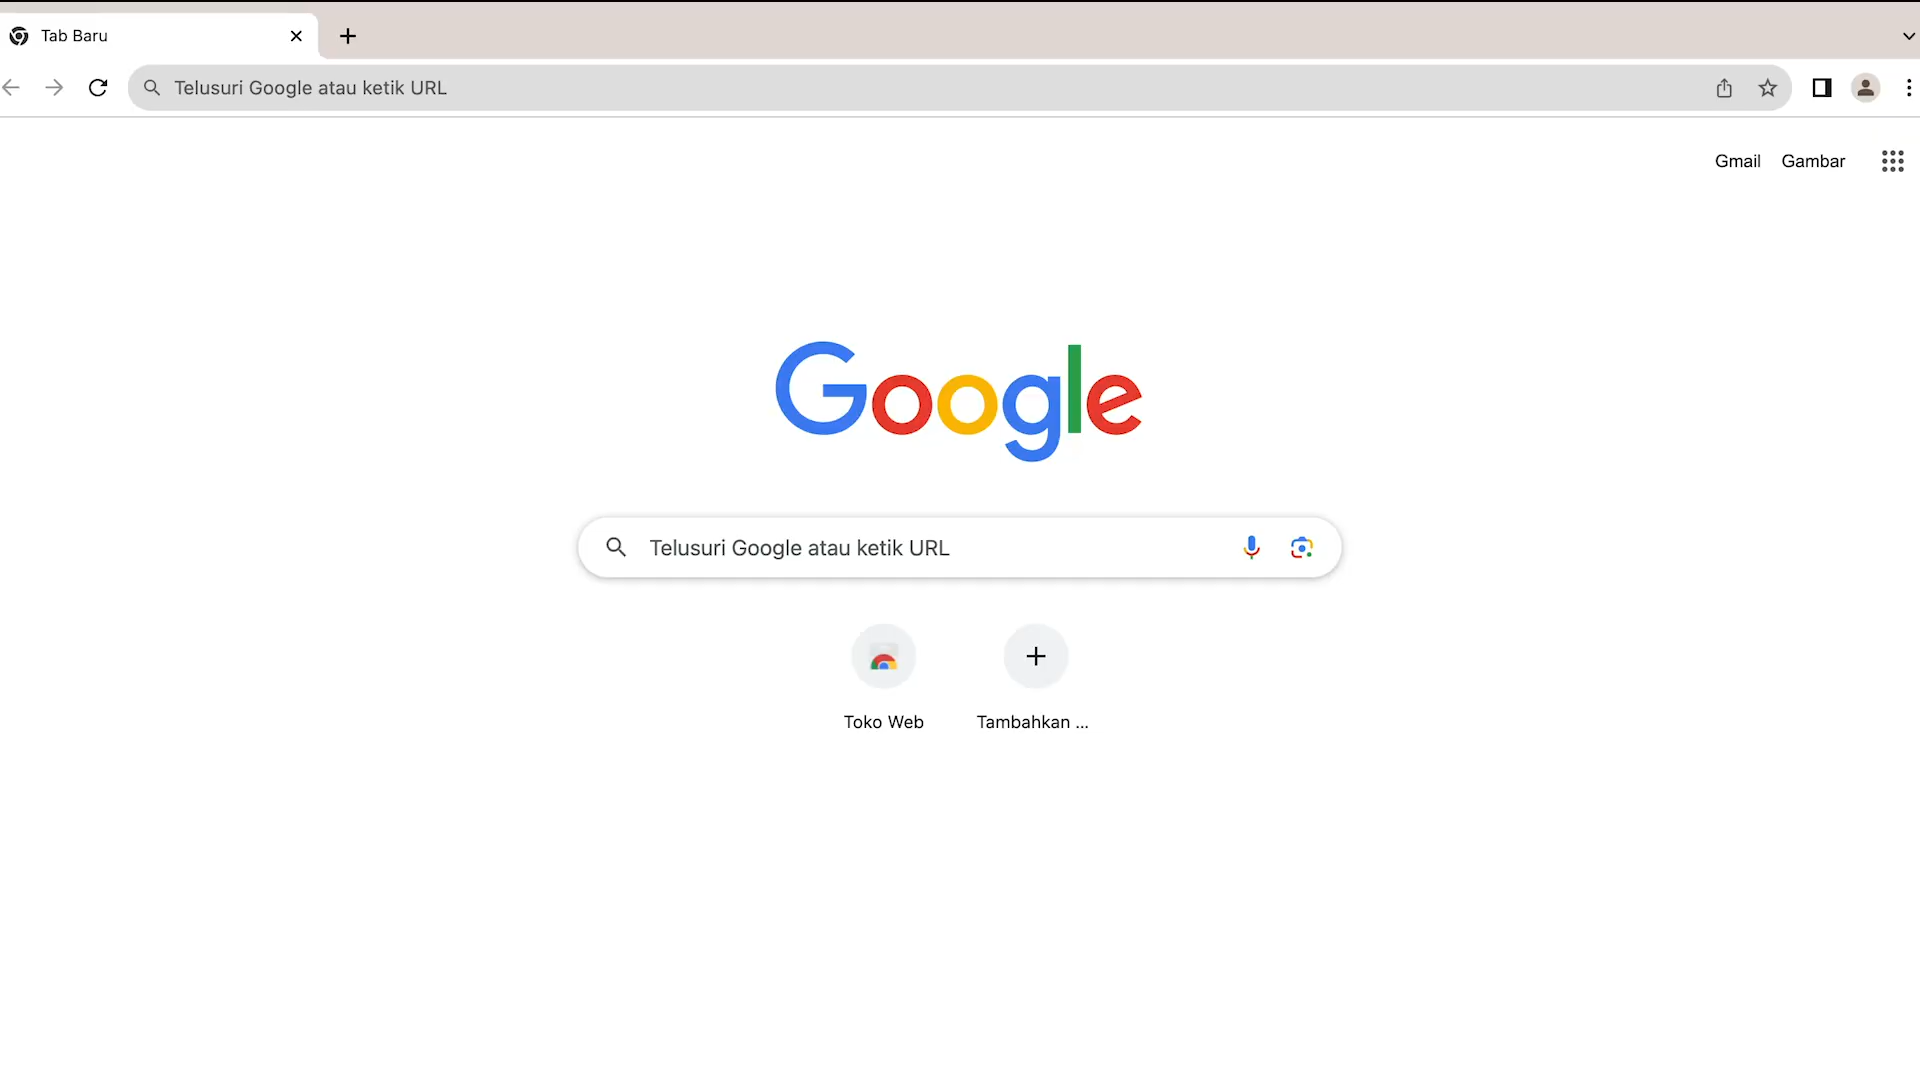 Tab Baru
Telusuri Google atau ketik URL
Gmail Gambar
Google
Telusuri Google atau ketik URL
Toko Web Tambahkan ...